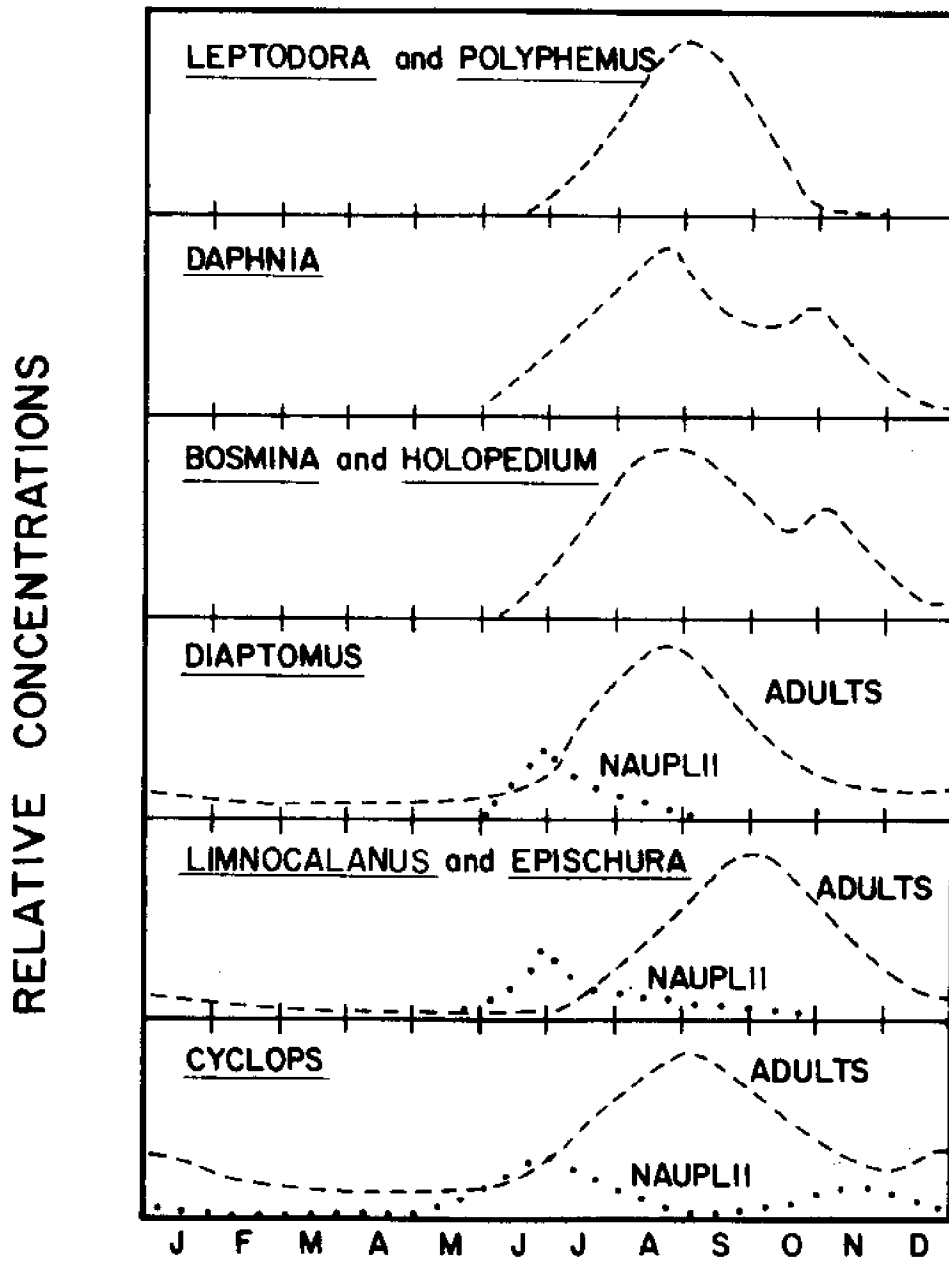 RELATIVE CONCENTRATIONS
LEPTODORA and POLYPHEMUS
DAPHNIA
BOSMINA and HOLOPEDIUM
DIAPTOMUS
ADULTS
NAUPLII
LIMNOCALANUS and EPISCHURA
ADULTS
NAUPLII
CYCLOPS
ADULTS
NAUPLII
J F M A M J J A S O N D